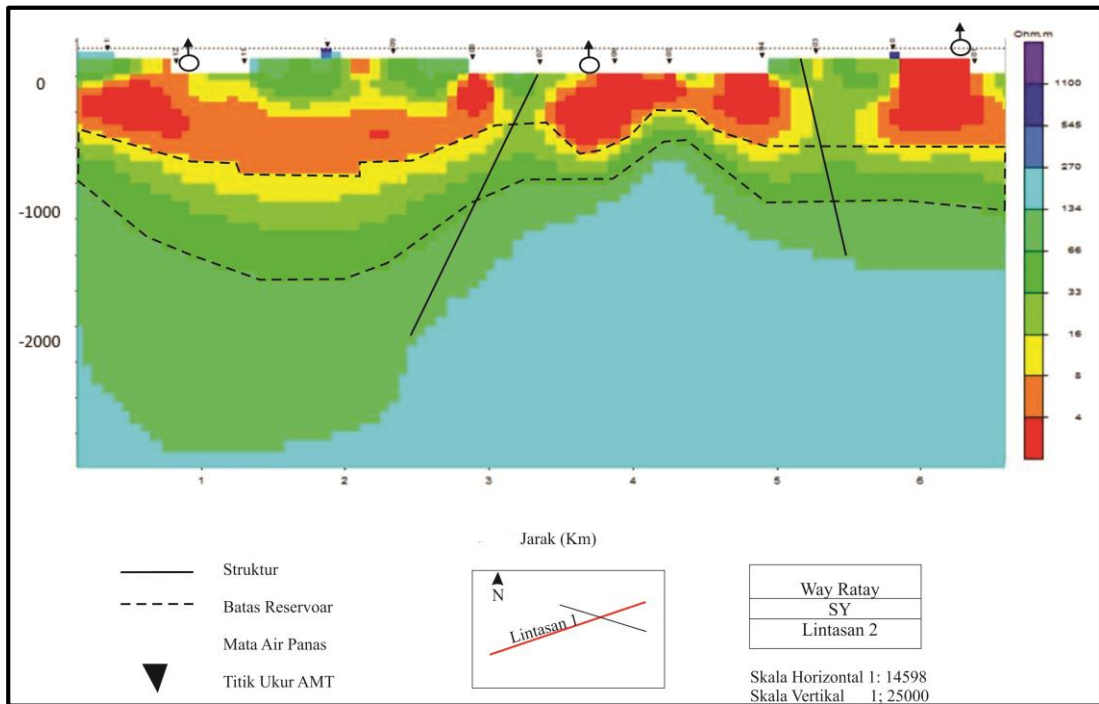 Ohm.m
0
1100
545
270
-1000
134
66
33
-2000
16
8
4
1 2 3 4 5 6
Jarak (Km)
Struktur
Batas Reservoar
Mata Air Panas
Titik Ukur AMT
N
Lintasan 1
Way Ratay
SY
Lintasan 2
Skala Horizontal 1: 14598
Skala Vertikal 1; 25000